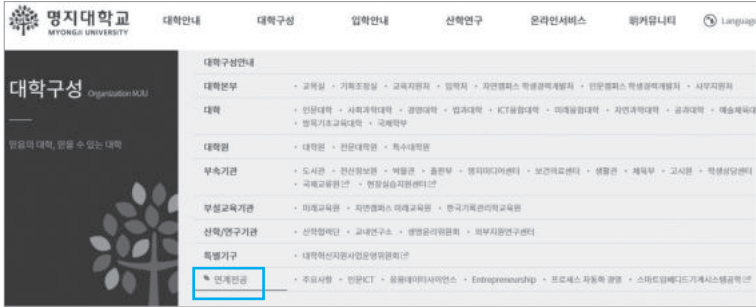 명지대학교
MYONGJI UNIVERSITY
대학안내 대학구성 입학안내 산학연구 온라인서비스 明커뮤니티 Language
대학구성 Organization MJU
믿음의 대학, 믿을 수 있는 대학
대학구성안내
대학본부 • 교목실 • 기획조정실 • 교육지원처 • 입학처 • 자연캠퍼스 학생경력개발처 • 인문캠퍼스 학생경력개발처 • 사무지원처
대학 • 인문대학 • 사회과학대학 • 경영대학 • 법과대학 • ICT융합대학 • 미래융합대학 • 자연과학대학 • 공과대학 • 예술체육대
• 방목기초교육대학 • 국제학부
대학원 • 대학원 • 전문대학원 • 특수대학원
부속기관 • 도서관 • 전산정보원 • 박물관 • 출판부 • 명지미디어센터 • 보건의료센터 • 생활관 • 체육부 • 고시원 • 학생상담센터
• 국제교류원 • 현장실습지원센터
부설교육기관 • 미래교육원 • 자연캠퍼스 미래교육원 • 한국기록관리학교육원
산학/연구기관 • 산학협력단 • 교내연구소 • 생명윤리위원회 • 외부지원연구센터
특별기구 • 대학혁신지원사업운영위원회
연계전공 • 주요사항 • 인문ICT • 응용데이터사이언스 • Entrepreneurship • 프로세스 자동화 경영 • 스마트임베디드기계시스템공학